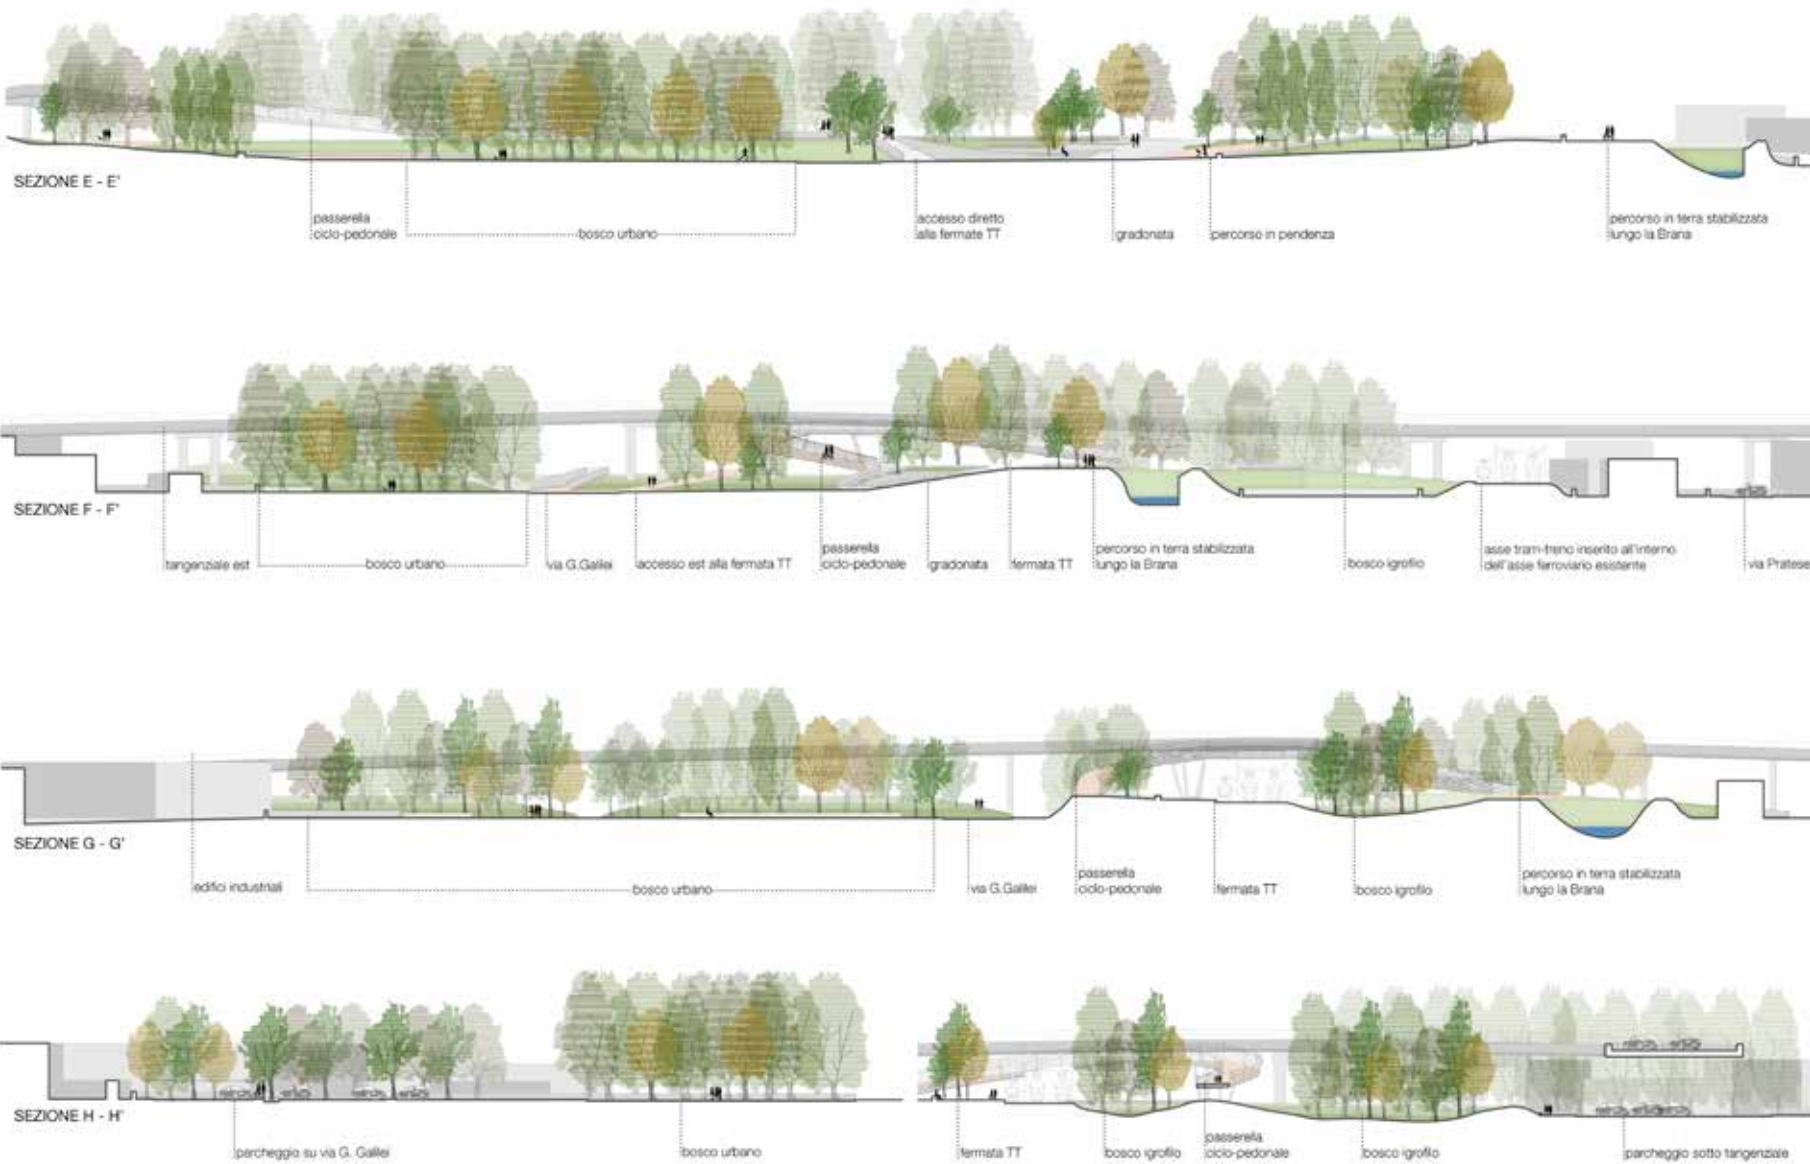 SEZIONE E - E'
passerella
ciclo-pedonale
bosco urbano
accesso diretto
alla fermate TT
gradonata
percorso in pendenza
percorso in terra stabilizzata
lungo la Brana
SEZIONE F - F'
tangenziale est
bosco urbano
via G.Galilei
accesso est alla fermata TT
passerella
ciclo-pedonale
gradonata
fermata TT
percorso in terra stabilizzata
lungo la Brana
bosco igrofilo
asse tram-treno inserito all'interno
dell'asse ferroviario esistente
via Pratese
SEZIONE G - G'
edifici industriali
bosco urbano
via G.Galilei
passerella
ciclo-pedonale
fermata TT
bosco igrofilo
percorso in terra stabilizzata
lungo la Brana
SEZIONE H - H'
parcheggio su via G. Galilei
bosco urbano
fermata TT
bosco igrofilo
passerella
ciclo-pedonale
bosco igrofilo
parcheggio sotto tangenziale